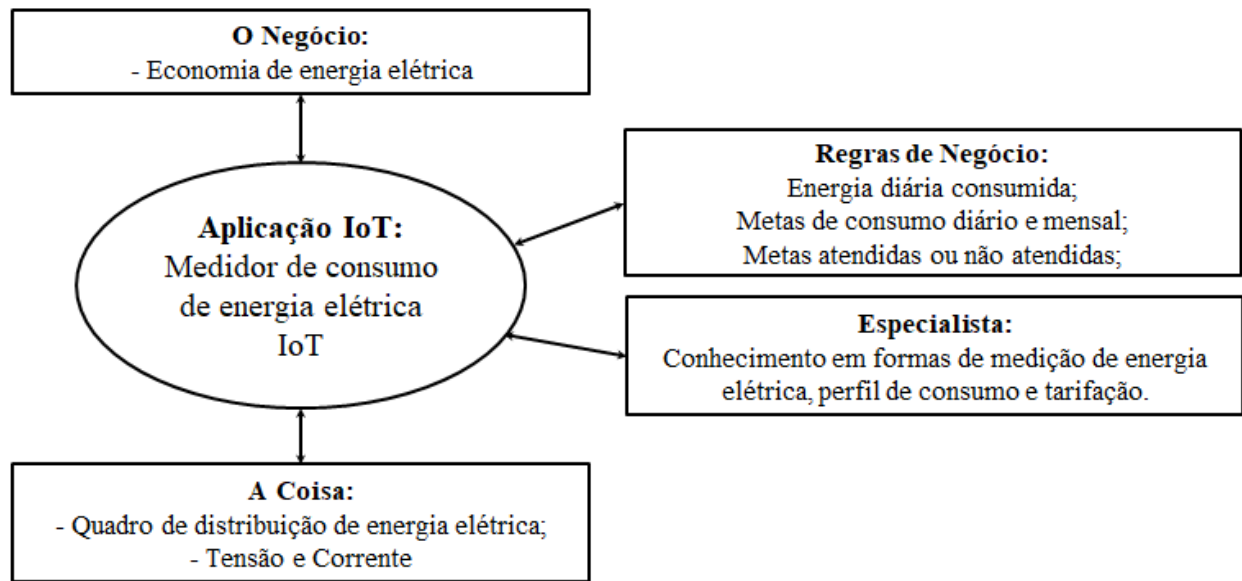 O Negócio:
- Economia de energia elétrica
Regras de Negócio:
Energia diária consumida;
Metas de consumo diário e mensal;
Metas atendidas ou não atendidas;
Aplicação IoT:
Medidor de consumo
de energia elétrica
IoT
Especialista:
Conhecimento em formas de medição de energia
elétrica, perfil de consumo e tarifação.
A Coisa:
- Quadro de distribuição de energia elétrica;
- Tensão e Corrente